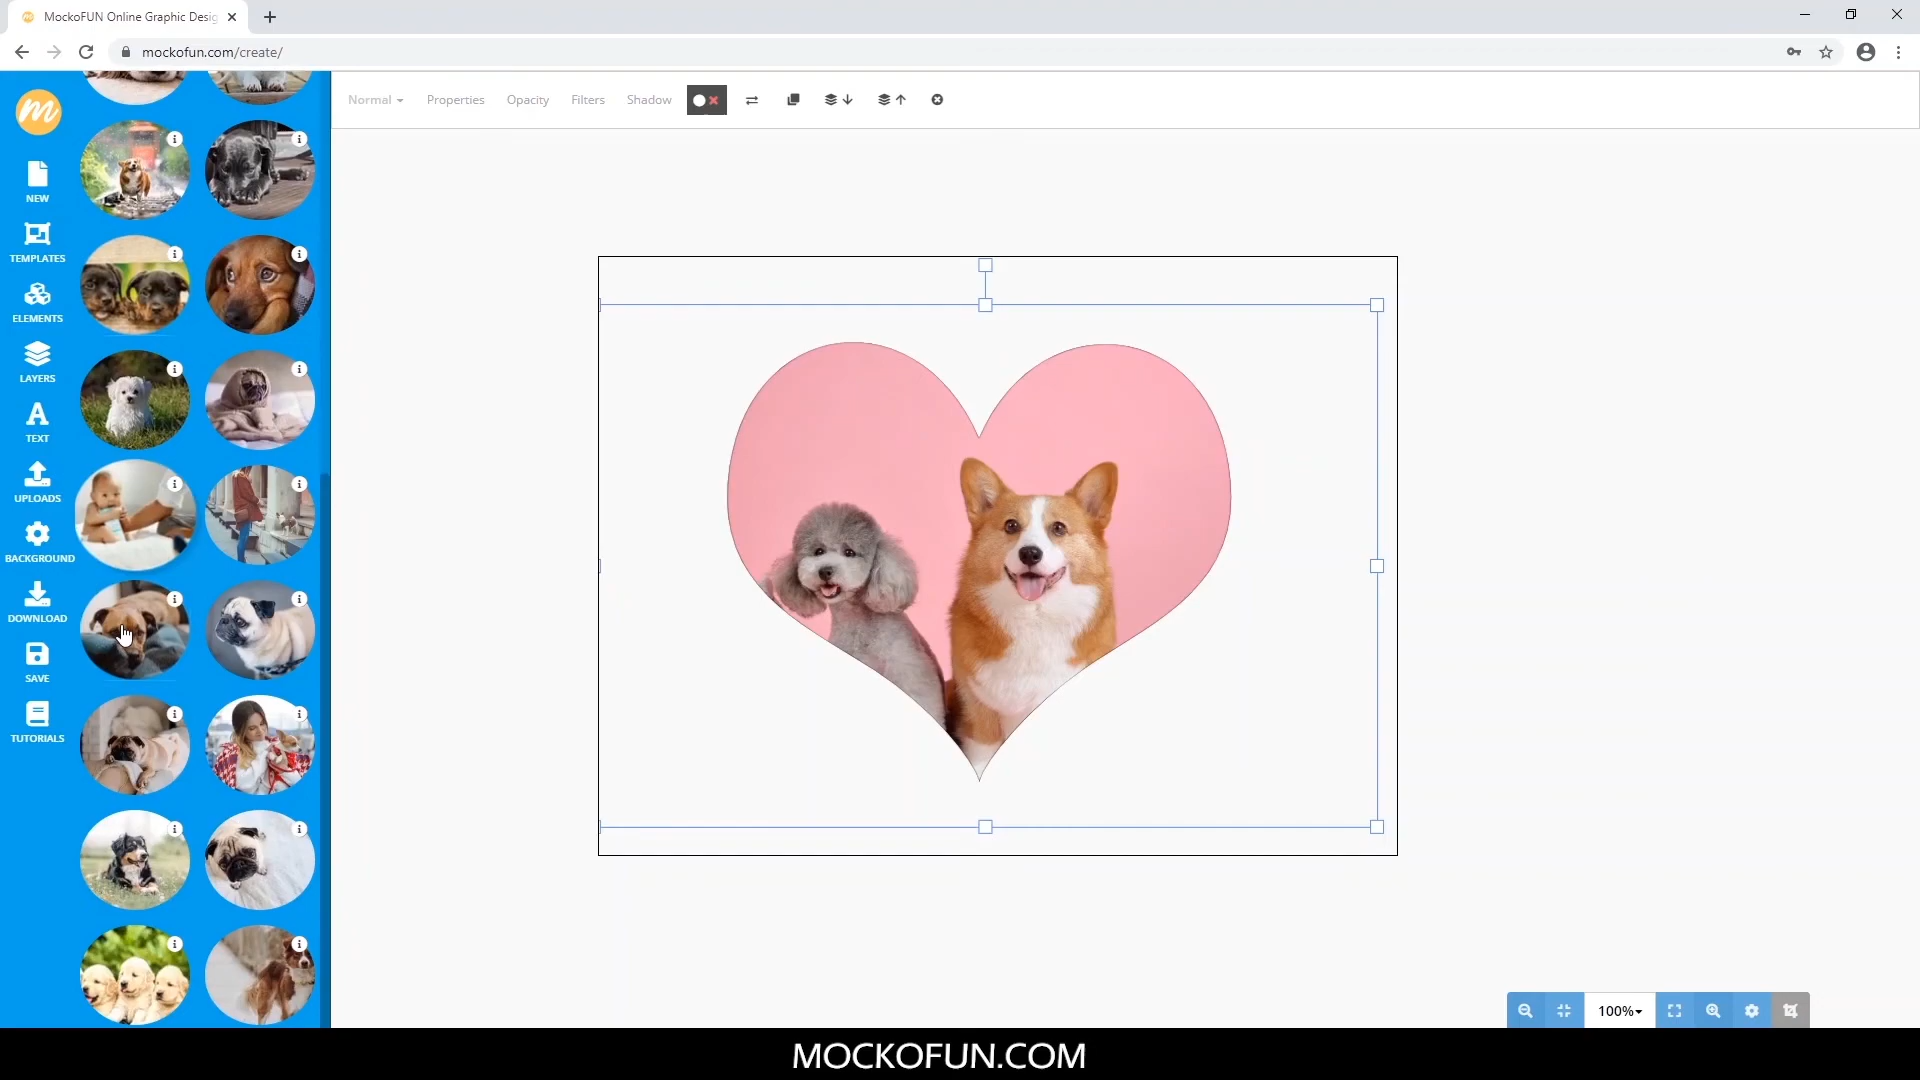 MockoFUN Online Graphic Desig
mockofun.com/create/
m
NEW
TEMPLATES
ELEMENTS
LAYERS
TEXT
UPLOADS
BACKGROUND
DOWNLOAD
SAVE
TUTORIALS
Normal Properties Opacity Filters Shadow
100%
MOCKOFUN.COM